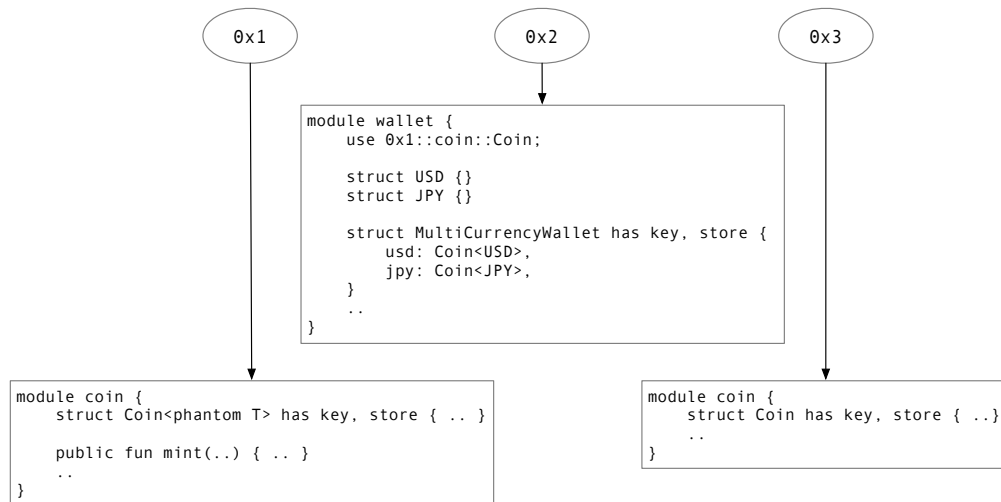 0x1
0x2
0x3
module wallet {
    use 0x1::coin::Coin;
    struct USD {}
    struct JPY {}
    struct MultiCurrencyWallet has key, store {
        usd: Coin<USD>,
        jpy: Coin<JPY>,
    }
    ..
}
module coin {
    struct Coin<phantom T> has key, store { .. }
    public fun mint(..) { .. }
    ..
}
module coin {
    struct Coin has key, store { ..}
    ..
}